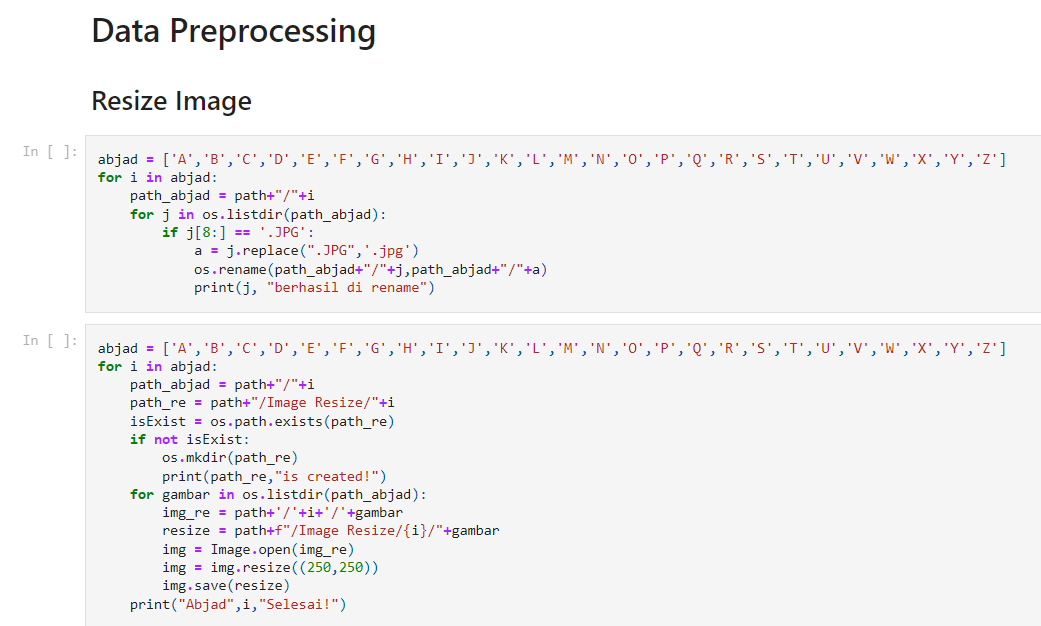 Data Preprocessing
Resize Image
In [ ]:
abjad = ['A','B','C','D','E','F','G','H','I','J','K','L','M','N','O','P','Q','R','S','T','U','V','W','X','Y','Z']
for i in abjad:
    path_abjad = path+"/"+i
    for j in os.listdir(path_abjad):
        if j[8:] == '.JPG':
            a = j.replace(".JPG",'.jpg')
            os.rename(path_abjad+"/"+j,path_abjad+"/"+a)
            print(j, "berhasil di rename")
In [ ]:
abjad = ['A','B','C','D','E','F','G','H','I','J','K','L','M','N','O','P','Q','R','S','T','U','V','W','X','Y','Z']
for i in abjad:
    path_abjad = path+"/"+i
    path_re = path+"/Image Resize/"+i
    isExist = os.path.exists(path_re)
    if not isExist:
        os.mkdir(path_re)
        print(path_re,"is created!")
    for gambar in os.listdir(path_abjad):
        img_re = path+'/'+i+'/'+gambar
        resize = path+f"/Image Resize/{i}/"+gambar
        img = Image.open(img_re)
        img = img.resize((250,250))
        img.save(resize)
    print("Abjad",i,"Selesai!")